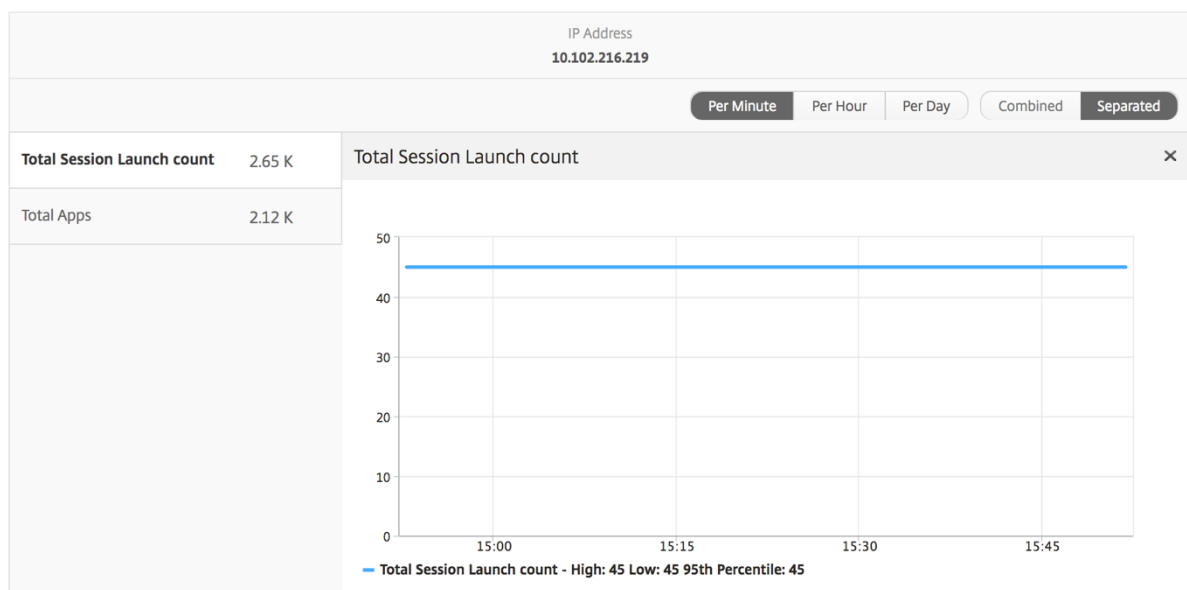 IP Address
10.102.216.219
Per Minute Per Hour Per Day Combined Separated
Total Session Launch count 2.65 K
Total Apps 2.12 K
Total Session Launch count ×
50
40
30
20
10
0
15:00 15:15 15:30 15:45
Total Session Launch count - High: 45 Low: 45 95th Percentile: 45